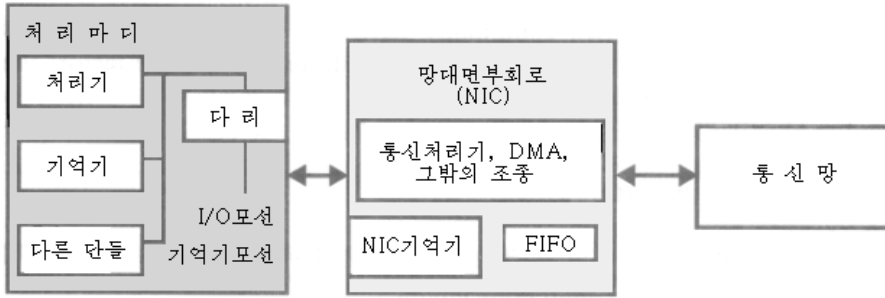 처 리 마 디
처리기
다 리
기억기
I/O모선
다른 단들
기억기모선
망대면부회로
(NIC)
통신처리기, DMA,
그밖의 조종
NIC기억기
FIFO
통 신 망